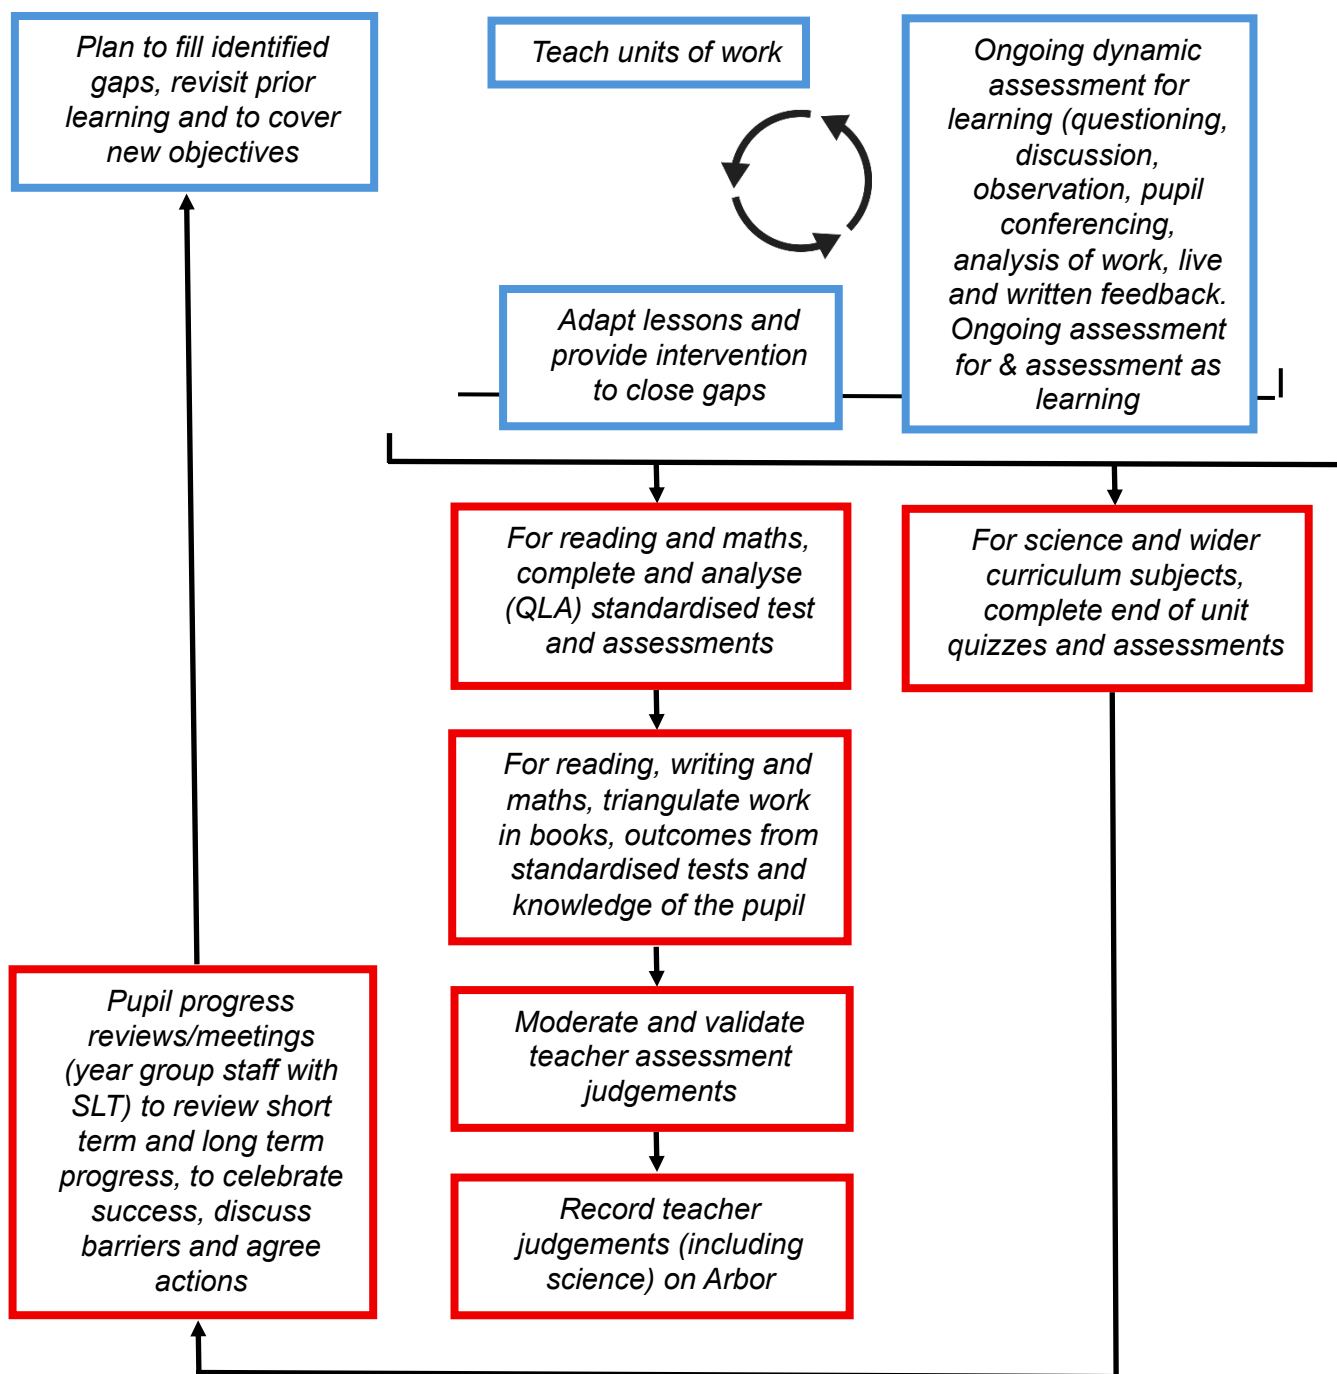 Plan to fill identified
gaps, revisit prior
learning and to cover
new objectives
Teach units of work
Ongoing dynamic
assessment for
learning (questioning,
discussion,
observation, pupil
conferencing,
analysis of work, live
and written feedback.
Ongoing assessment
for & assessment as
learning
Adapt lessons and
provide intervention
to close gaps
For reading and maths,
complete and analyse
(QLA) standardised test
and assessments
For science and wider
curriculum subjects,
complete end of unit
quizzes and assessments
For reading, writing and
maths, triangulate work
in books, outcomes from
standardised tests and
knowledge of the pupil
Pupil progress
reviews/meetings
(year group staff with
SLT) to review short
term and long term
progress, to celebrate
success, discuss
barriers and agree
actions
Moderate and validate
teacher assessment
judgements
Record teacher
judgements (including
science) on Arbor